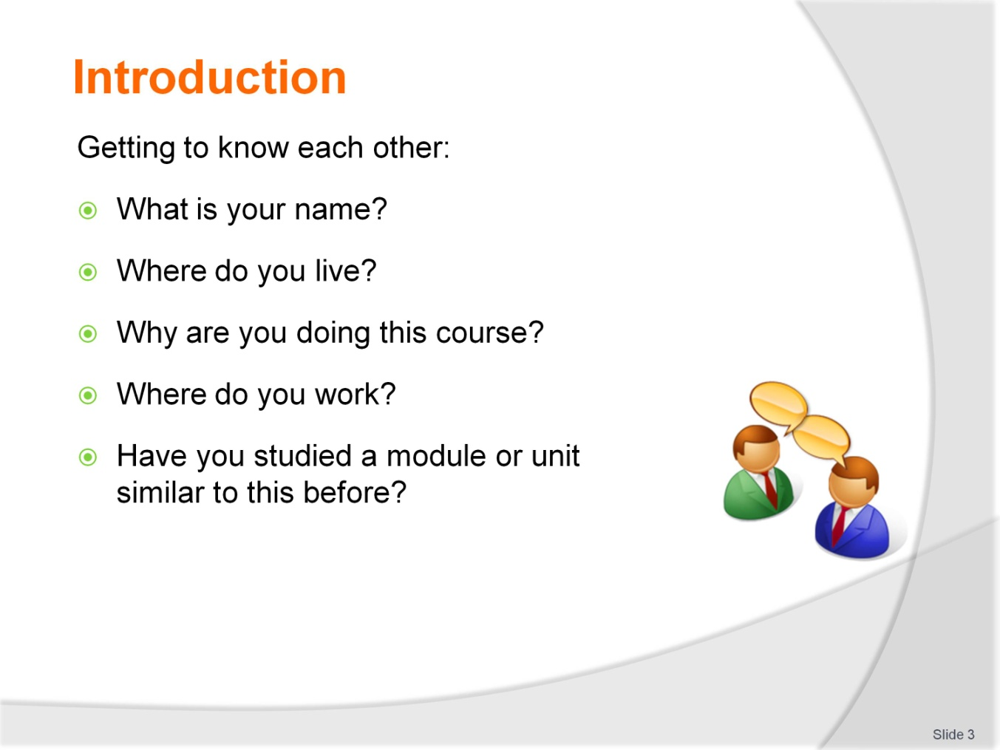 Introduction
Getting to know each other:
What is your name?
Where do you live?
Why are you doing this course?
Where do you work?
Have you studied a module or unit
similar to this before?
Slide 3